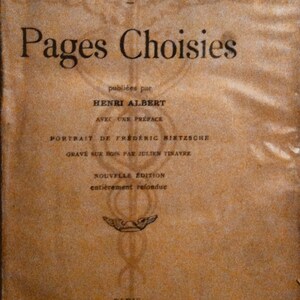 Pages Choisies
publiées par
HENRI ALBERT
AVEC UNE PRÉFACE
PORTRAIT DE FRÉDÉRIC NIETZSCHE
GRAVÉ SUR BOIS PAR JULIEN TINAYRE
NOUVELLE ÉDITION
entièrement refondue